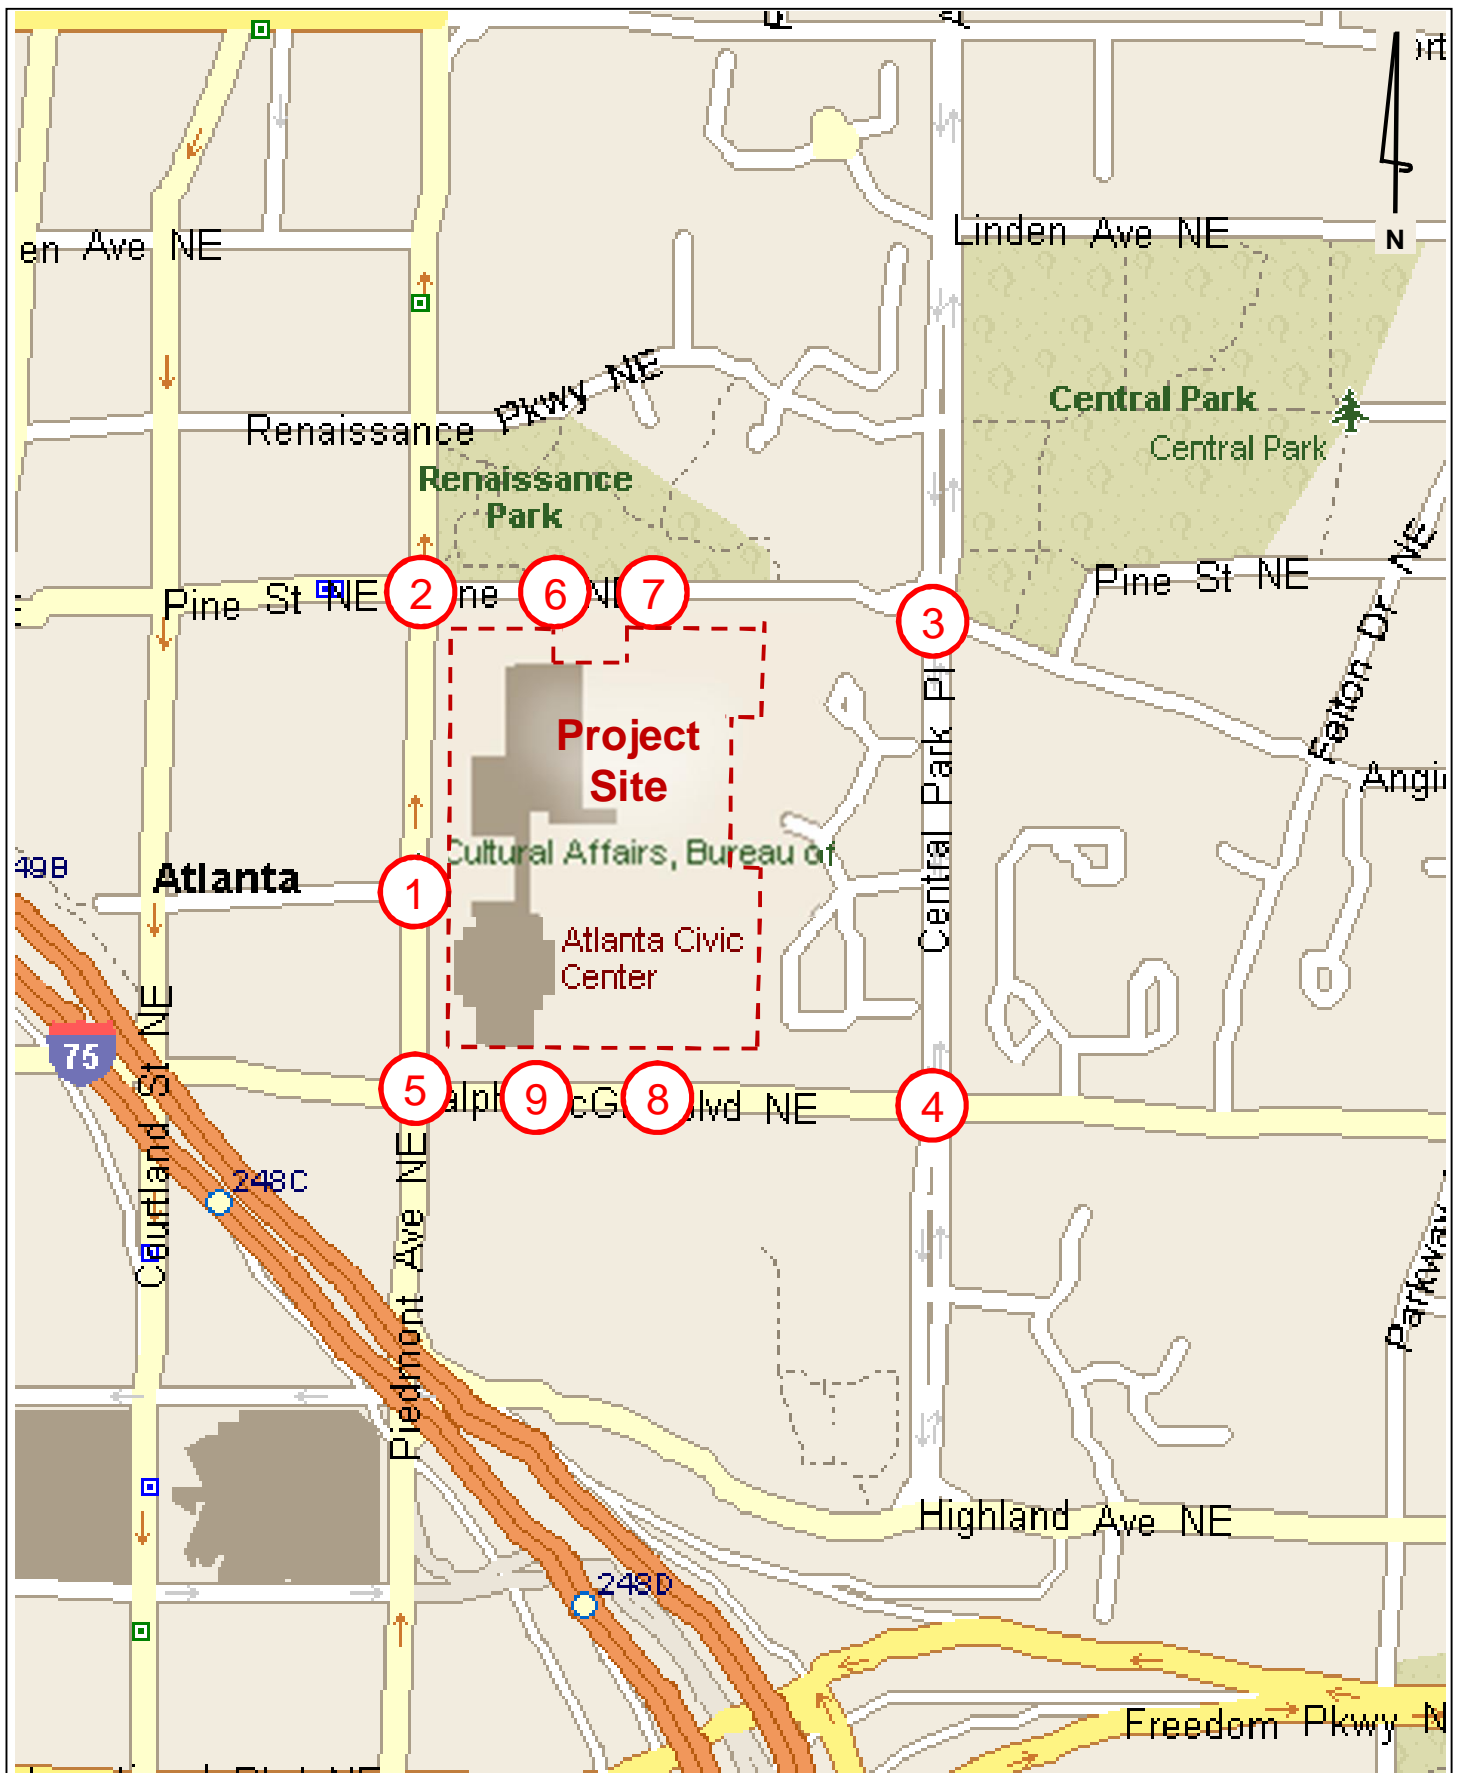 Linden Ave NE
N
en Ave NE
Pkwy NE
Renaissance
Central Park
Central Park
Renaissance
Park
NE
2
ne
6
NE
7
3
Pine St NE
Pine St NE
Felton Dr
Project
Site
Central Park Pl
Angi
Cultural Affairs, Bureau of
49B
Atlanta
1
Atlanta Civic
Center
75
5
alph
9
cG
8
lvd NE
4
Courtland St NE
248C
Piedmont Ave NE
Parkway
Highland Ave NE
248D
Freedom Pkwy N